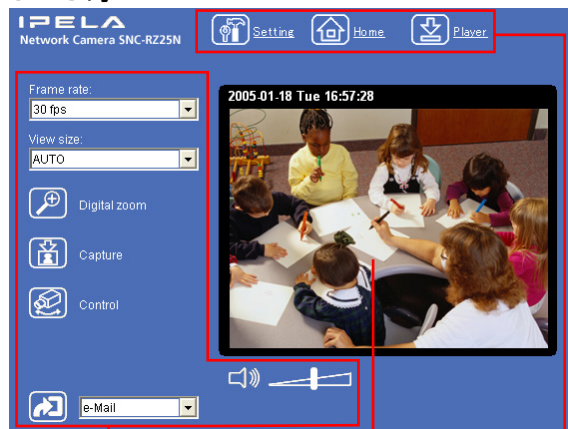 IPELA
Network Camera SNC-RZ25N
Setting
Home
Player
Frame rate:
30 fps
View size:
AUTO
Digital zoom
Capture
Control
e-Mail
2005-01-18 Tue 16:57:28